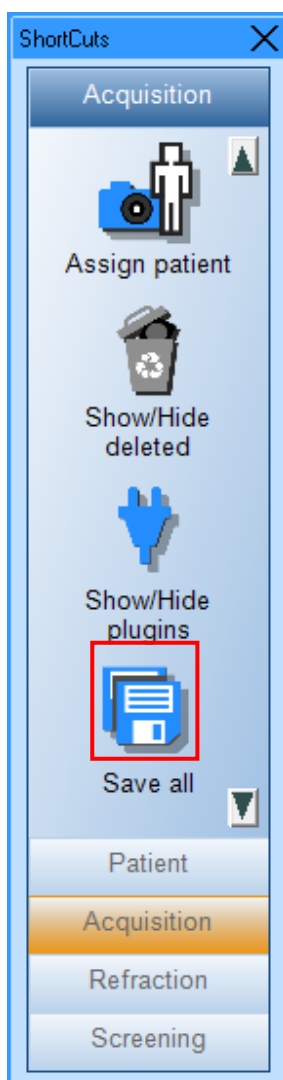 ShortCuts
Acquisition
Assign patient
Show/Hide
deleted
Show/Hide
plugins
Save all
Patient
Acquisition
Refraction
Screening